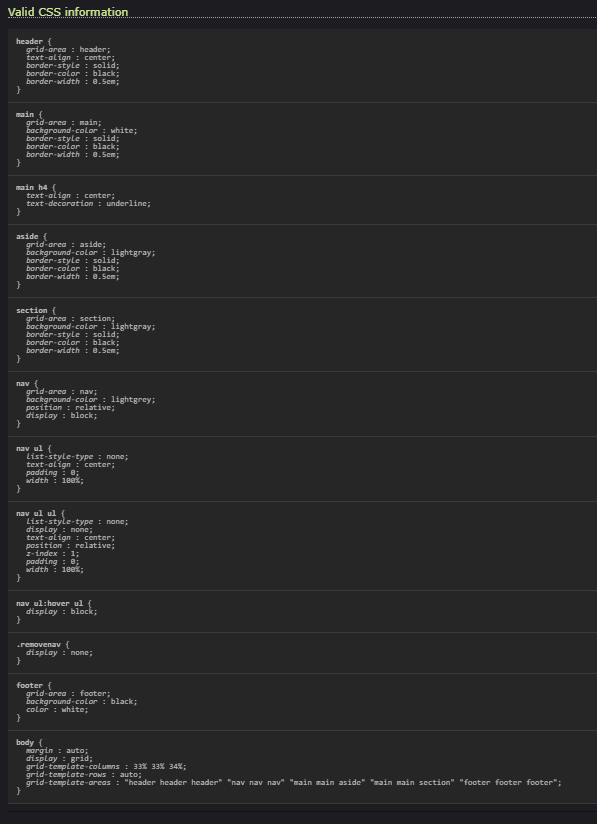 Valid CSS information
header {
grid-area : header;
text-align : center;
border-style : solid;
border-color : black;
border-width : 0.5em;
}
main {
grid-area : main;
background-color : white;
border-style : solid;
border-color : black;
border-width : 0.5em;
}
main h4 {
text-align : center;
text-decoration : underline;
}
aside {
grid-area : aside;
background-color : lightgray;
border-style : solid;
border-color : black;
border-width : 0.5em;
}
section {
grid-area : section;
background-color : lightgray;
border-style : solid;
border-color : black;
border-width : 0.5em;
}
nav {
grid-area : nav;
background-color : lightgrey;
position : relative;
display : block;
}
nav ul {
list-style-type : none;
text-align : center;
padding : 0;
width : 100%;
}
nav ul ul {
list-style-type : none;
display : none;
text-align : center;
position : relative;
z-index : 1;
padding : 0;
width : 100%;
}
nav ul:hover ul {
display : block;
}
.removenav {
display : none;
}
footer {
grid-area : footer;
background-color : black;
color : white;
}
body {
margin : auto;
display : grid;
grid-template-columns : 33% 33% 34%;
grid-template-rows : auto;
grid-template-areas : "header header header" "nav nav nav" "main main aside" "main main section" "footer footer footer";
}